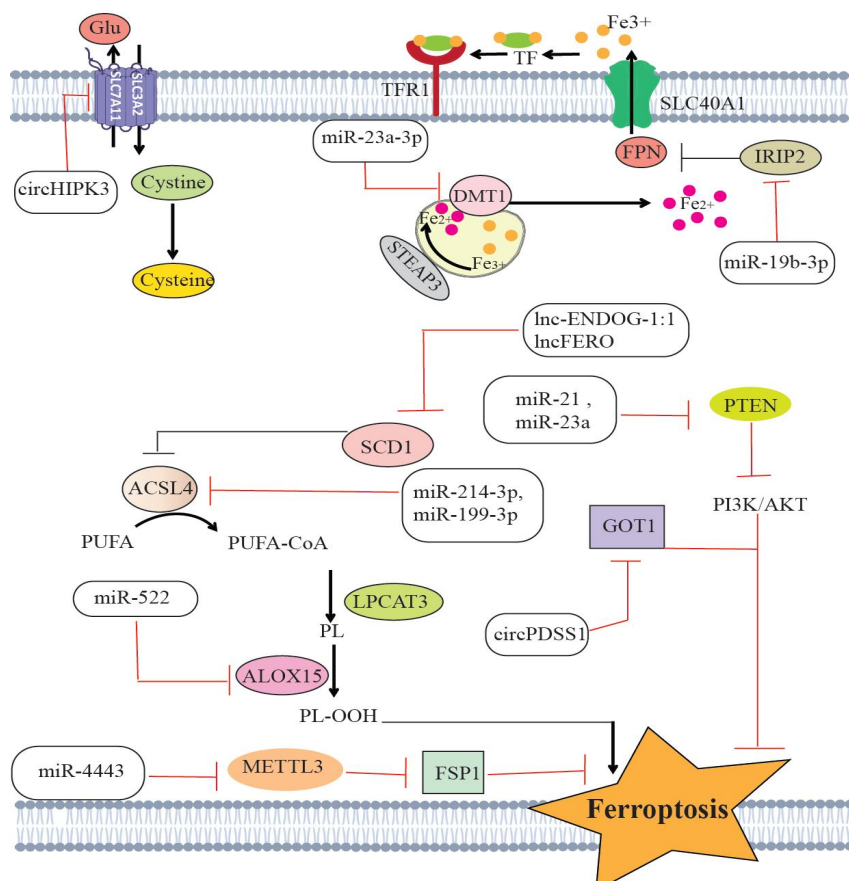 Glu
Fe3+
TF
SLC7A11
SLC3A2
TFR1
SLC40A1
miR-23a-3p
FPN
IRIP2
circHIPK3
Cystine
DMT1
Fe2+
Fe2+
STEAP3
Fe3+
miR-19b-3p
Cysteine
lnc-ENDOG-1:1
lncFERO
miR-21 ,
miR-23a
PTEN
SCD1
ACSL4
miR-214-3p,
miR-199-3p
PI3K/AKT
GOT1
PUFA
PUFA-CoA
miR-522
LPCAT3
PL
circPDSS1
ALOX15
PL-OOH
miR-4443
METTL3
FSP1
Ferroptosis